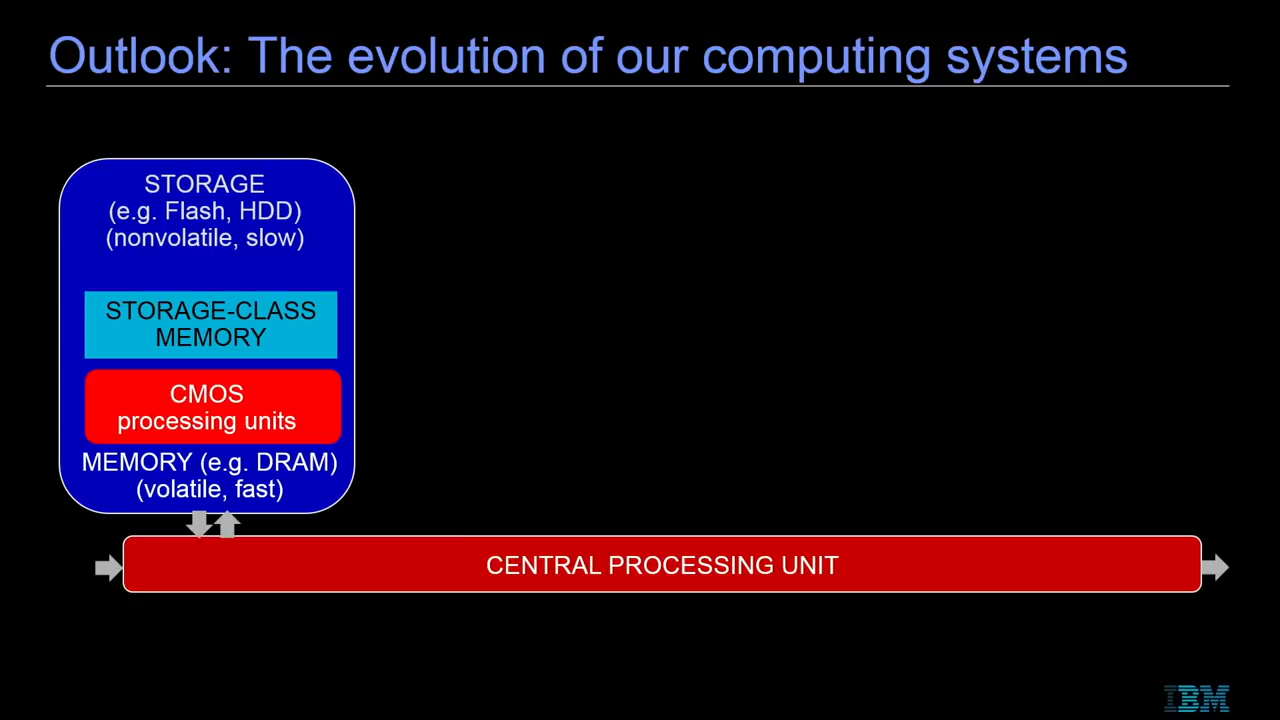 Outlook: The evolution of our computing systems
STORAGE
(e.g. Flash, HDD)
(nonvolatile, slow)
STORAGE-CLASS
MEMORY
CMOS
processing units
MEMORY (e.g. DRAM)
(volatile, fast)
CENTRAL PROCESSING UNIT
IBM